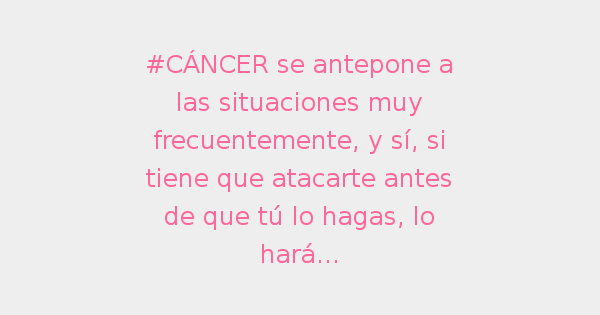 #CÁNCER se antepone a
las situaciones muy
frecuentemente, y sí, si
tiene que atacarte antes
de que tú lo hagas, lo
hará...